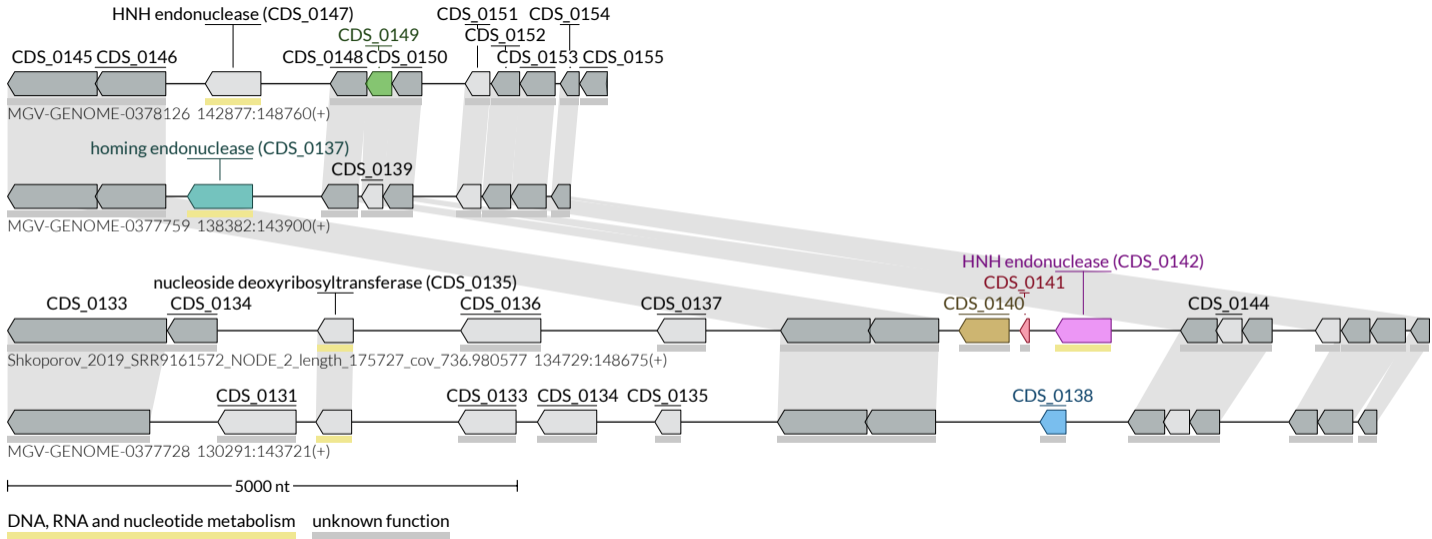 HNH endonuclease (CDS_0147) CDS_0151 CDS_0154
CDS_0149 CDS_0152
CDS_0145 CDS_0146 CDS_0148 CDS_0150 CDS_0153 CDS_0155
MGV-GENOME-0378126 142877:148760(+)
homing endonuclease (CDS_0137)
CDS_0139
MGV-GENOME-0377759 138382:143900(+)
HNH endonuclease (CDS_0142)
nucleoside deoxyribosyltransferase (CDS_0135) CDS_0141
CDS_0133 CDS_0134 CDS_0136 CDS_0137 CDS_0140 CDS_0144
Shkoporov_2019_SRR9161572_NODE_2_length_175727_cov_736.980577 134729:148675(+)
CDS_0131 CDS_0133 CDS_0134 CDS_0135 CDS_0138
MGV-GENOME-0377728 130291:143721(+)
5000 nt
DNA, RNA and nucleotide metabolism unknown function